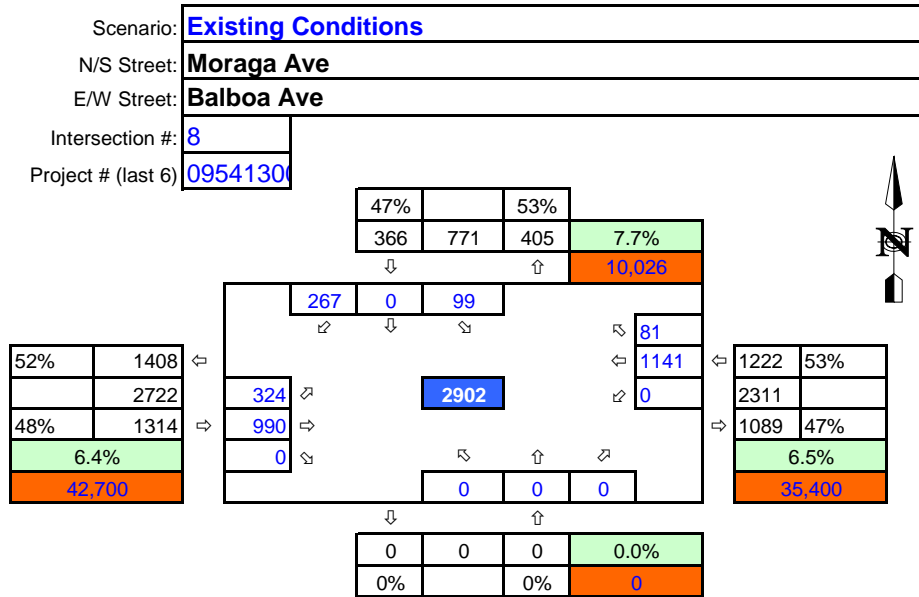 Scenario: Existing Conditions
N/S Street: Moraga Ave
E/W Street: Balboa Ave
Intersection #: 8
Project # (last 6) 09541300
47% 53%
366 771 405 7.7%
⇩ ⇧ 10,026
N
267 0 99
⬃ ⇩ ⬂
⬁ 81
52% 1408 ⇦ ⇦ 1141 ⇦ 1222 53%
2722 324 ⬀ 2902 ⬃ 0 2311
48% 1314 ⇨ 990 ⇨ ⇨ 1089 47%
6.4% 0 ⬂ ⬁ ⇧ ⬀ 6.5%
42,700 0 0 0 35,400
⇩ ⇧
0 0 0 0.0%
0% 0% 0